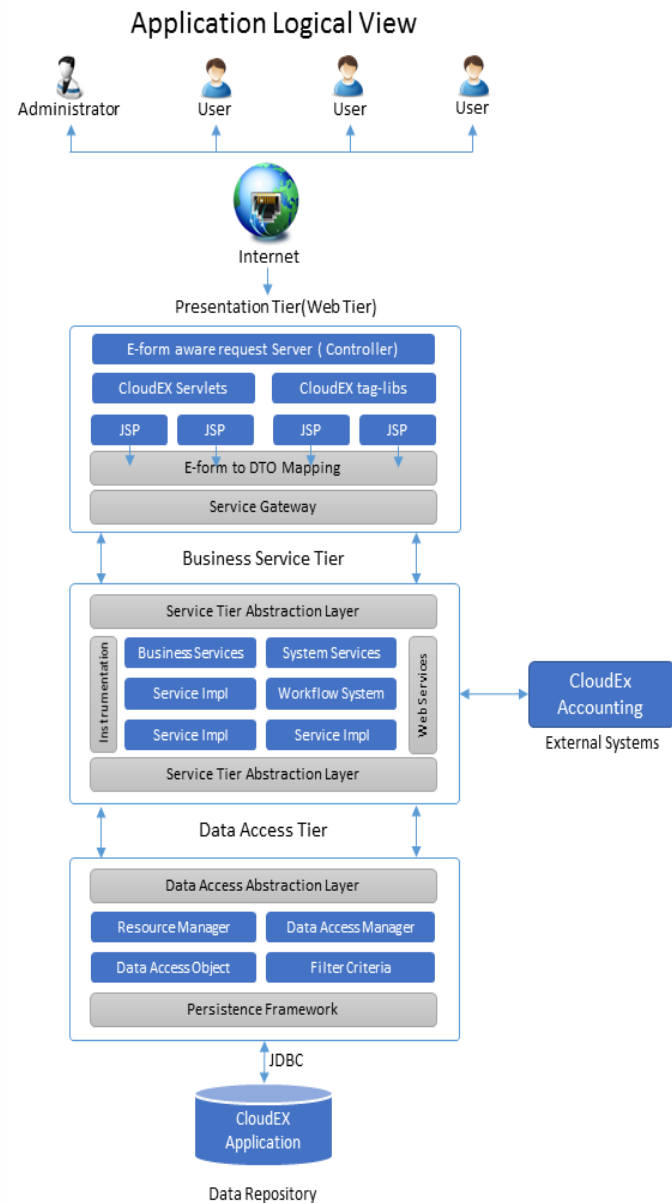 Application Logical View
Administrator
User
User
User
Internet
Presentation Tier(Web Tier)
E-form aware request Server ( Controller)
CloudEX Servlets
CloudEX tag-libs
JSP
JSP
JSP
JSP
E-form to DTO Mapping
Service Gateway
Business Service Tier
Service Tier Abstraction Layer
Instrumentation
Business Services
System Services
Service Impl
Workflow System
Service Impl
Service Impl
Web Services
Service Tier Abstraction Layer
CloudEx
Accounting
External Systems
Data Access Tier
Data Access Abstraction Layer
Resource Manager
Data Access Manager
Data Access Object
Filter Criteria
Persistence Framework
JDBC
CloudEX
Application
Data Repository